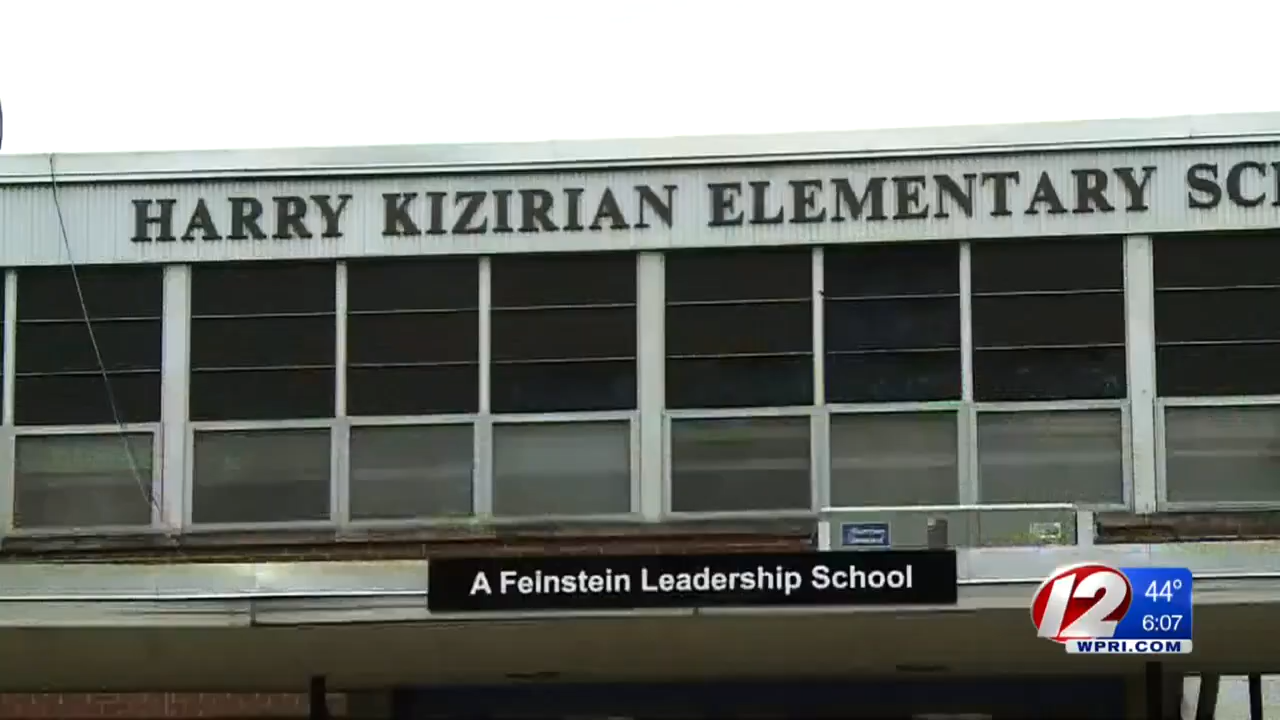 HARRY KIZIRIAN ELEMENTARY SC
A Feinstein Leadership School
12
44°
6:07
WPRI.COM